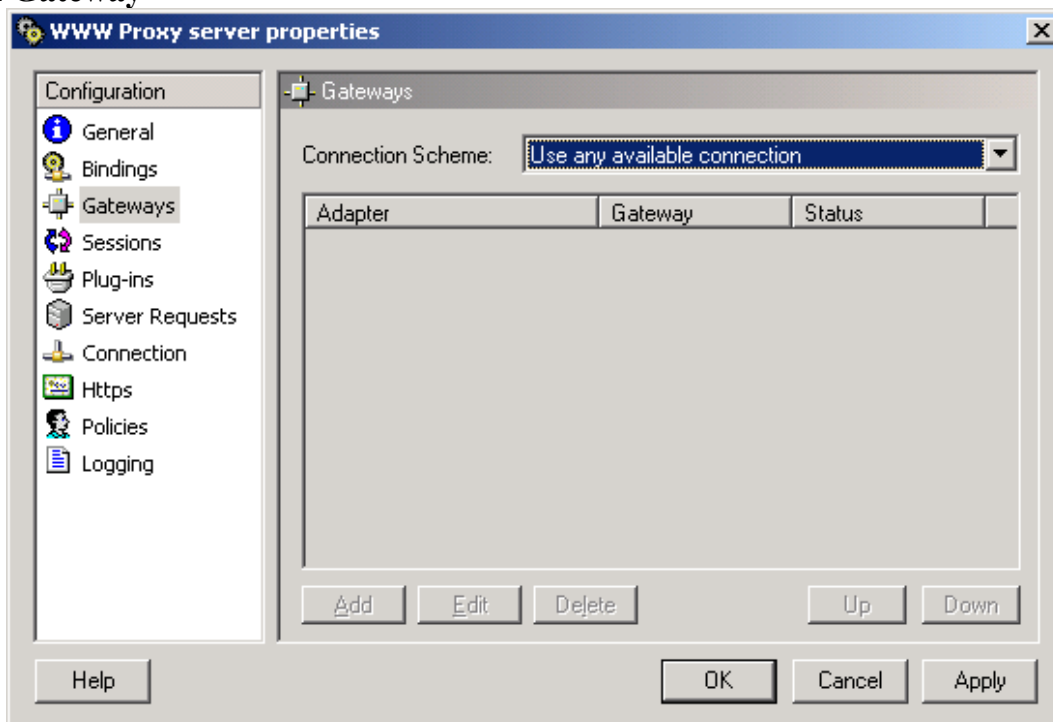 Gateway
WWW Proxy server properties
Configuration
General
Bindings
Gateways
Sessions
Plug-ins
Server Requests
Connection
Https
Policies
Logging
Gateways
Connection Scheme: Use any available connection
Adapter Gateway Status
Add Edit Delete Up Down
Help OK Cancel Apply